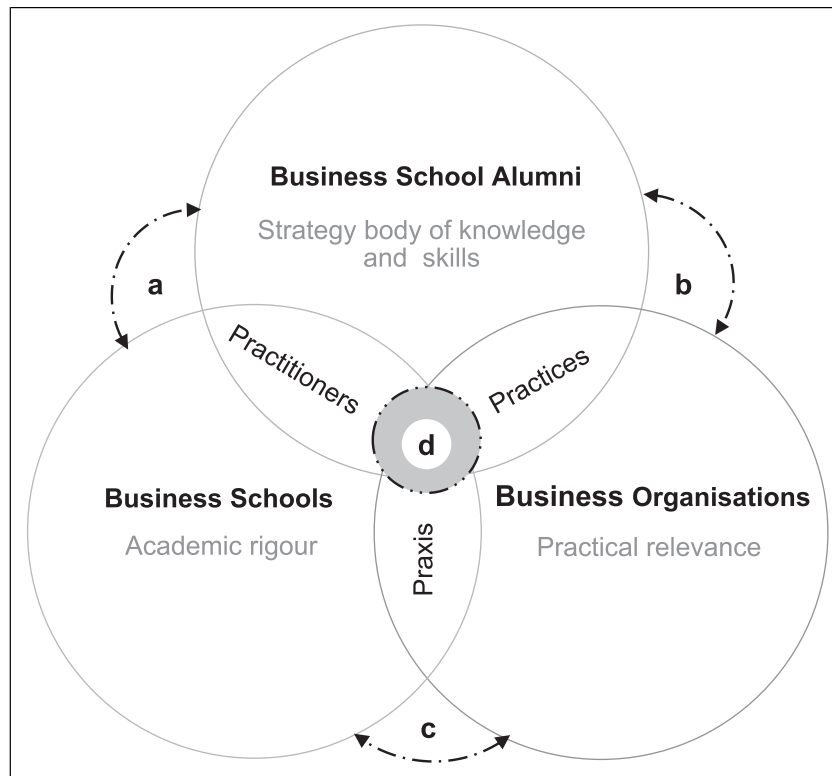 Business School Alumni
Strategy body of knowledge
and skills
a
b
Practitioners
Practices
d
Business Schools
Academic rigour
Business Organisations
Practical relevance
Praxis
c